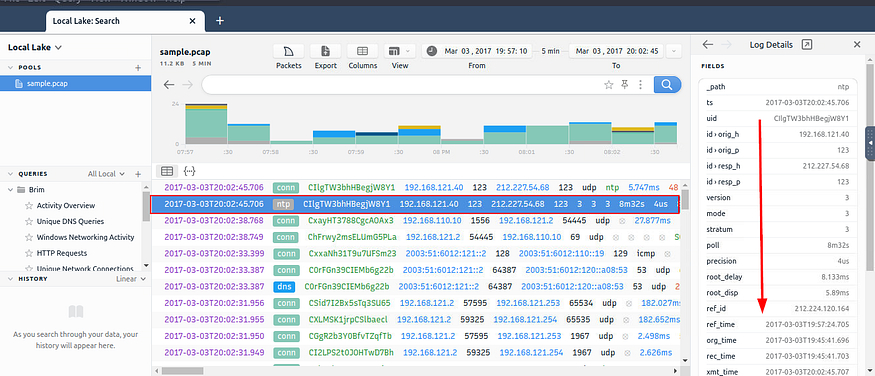 Local Lake: Search
Local Lake
POOLS
sample.pcap
QUERIES All Local
Brim
Activity Overview
Unique DNS Queries
Windows Networking Activity
HTTP Requests
Unique Network Connections
HISTORY Linear
As you search through your data, your
history will appear here.
sample.pcap
11.2 KB 5 MIN
Packets
Export
Columns
View
Mar 03 , 2017 19: 57: 10
From
5 min
Mar 03 , 2017 20: 02: 45
To
24
0
07:57 :30 07:58 :30 07:59 :30 08 PM :30 08:01 :30 08:02 :30
2017-03-03T20:02:45.706 conn CIlgTW3bhHBegjW8Y1 192.168.121.40 123 212.227.54.68 123 udp ntp 5.747ms 48
2017-03-03T20:02:45.706 ntp CIlgTW3bhHBegjW8Y1 192.168.121.40 123 212.227.54.68 123 3 3 3 8m32s 4us
2017-03-03T20:02:38.768 conn CxayHT3788CgcAOAx3 192.168.110.10 1556 192.168.121.2 54445 udp 27.877ms
2017-03-03T20:02:38.749 conn ChFrwy2msELUmG5PLa 192.168.121.2 54445 192.168.110.10 69 udp
2017-03-03T20:02:33.399 conn CxxaNh31T9u7UFSm23 2003:51:6012:121::2 128 2003:51:6012:110::19 129 icmp
2017-03-03T20:02:33.396 conn C0rFGn39CIEMb6g22b 2003:51:6012:121::2 64387 2003:51:6012:120::a08:53 53 udp
2017-03-03T20:02:33.396 dns C0rFGn39CIEMb6g22b 2003:51:6012:121::2 64387 2003:51:6012:120::a08:53 53 udp 2
2017-03-03T20:02:31.956 conn CSid7I2Bx5sTq3SU65 192.168.121.2 57595 192.168.121.253 65534 udp 182.027ms
2017-03-03T20:02:31.956 conn CXLMSK1jrpCSlbaecl 192.168.121.2 59325 192.168.121.254 65535 udp 182.652ms
2017-03-03T20:02:31.950 conn CGgR2b3YOBfvTZqfTb 192.168.121.2 57595 192.168.121.253 1967 udp 2.498ms
2017-03-03T20:02:31.949 conn CI2LPS2t0JOHTwD7Bh 192.168.121.2 59325 192.168.121.254 1967 udp 2.626ms
Log Details
FIELDS
_path ntp
ts 2017-03-03T20:02:45.706
uid CIlgTW3bhHBegjW8Y1
id›orig_h 192.168.121.40
id›orig_p 123
id›resp_h 212.227.54.68
id›resp_p 123
version 3
mode 3
stratum 3
poll 8m32s
precision 4us
root_delay 8.133ms
root_disp 5.89ms
ref_id 212.224.120.164
ref_time 2017-03-03T19:57:24.705
org_time 2017-03-03T19:45:41.696
rec_time 2017-03-03T19:45:41.703
xmt_time 2017-03-03T20:02:45.707